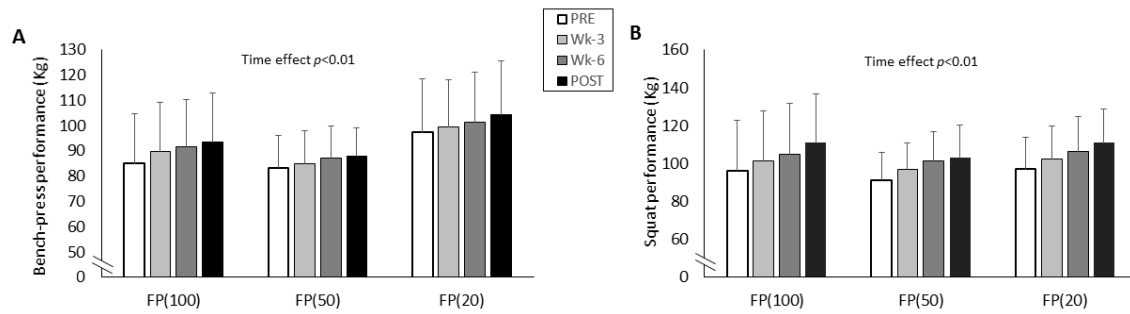 A
Bench-press performance (Kg)
130
120
110
100
90
80
70
60
50
0
Time effect p<0.01
FP(100) FP(50) FP(20)
PRE
Wk-3
Wk-6
POST
B
Squat performance (Kg)
160
140
120
100
80
60
0
Time effect p<0.01
FP(100) FP(50) FP(20)